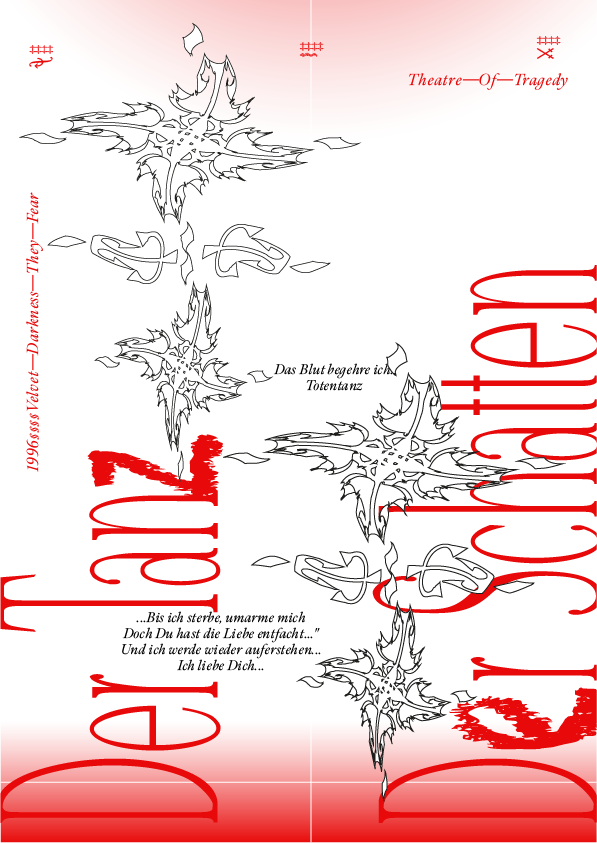 Theatre—Of—Tragedy
1996§§§§Velvet—Darkness—They—Fear
Das Blut begehre ich.
Totentanz
Der Tanz
Der Schatten
...Bis ich sterbe, umarme mich
Doch Du hast die Liebe entfacht..."
Und ich werde wieder auferstehen...
Ich liebe Dich...